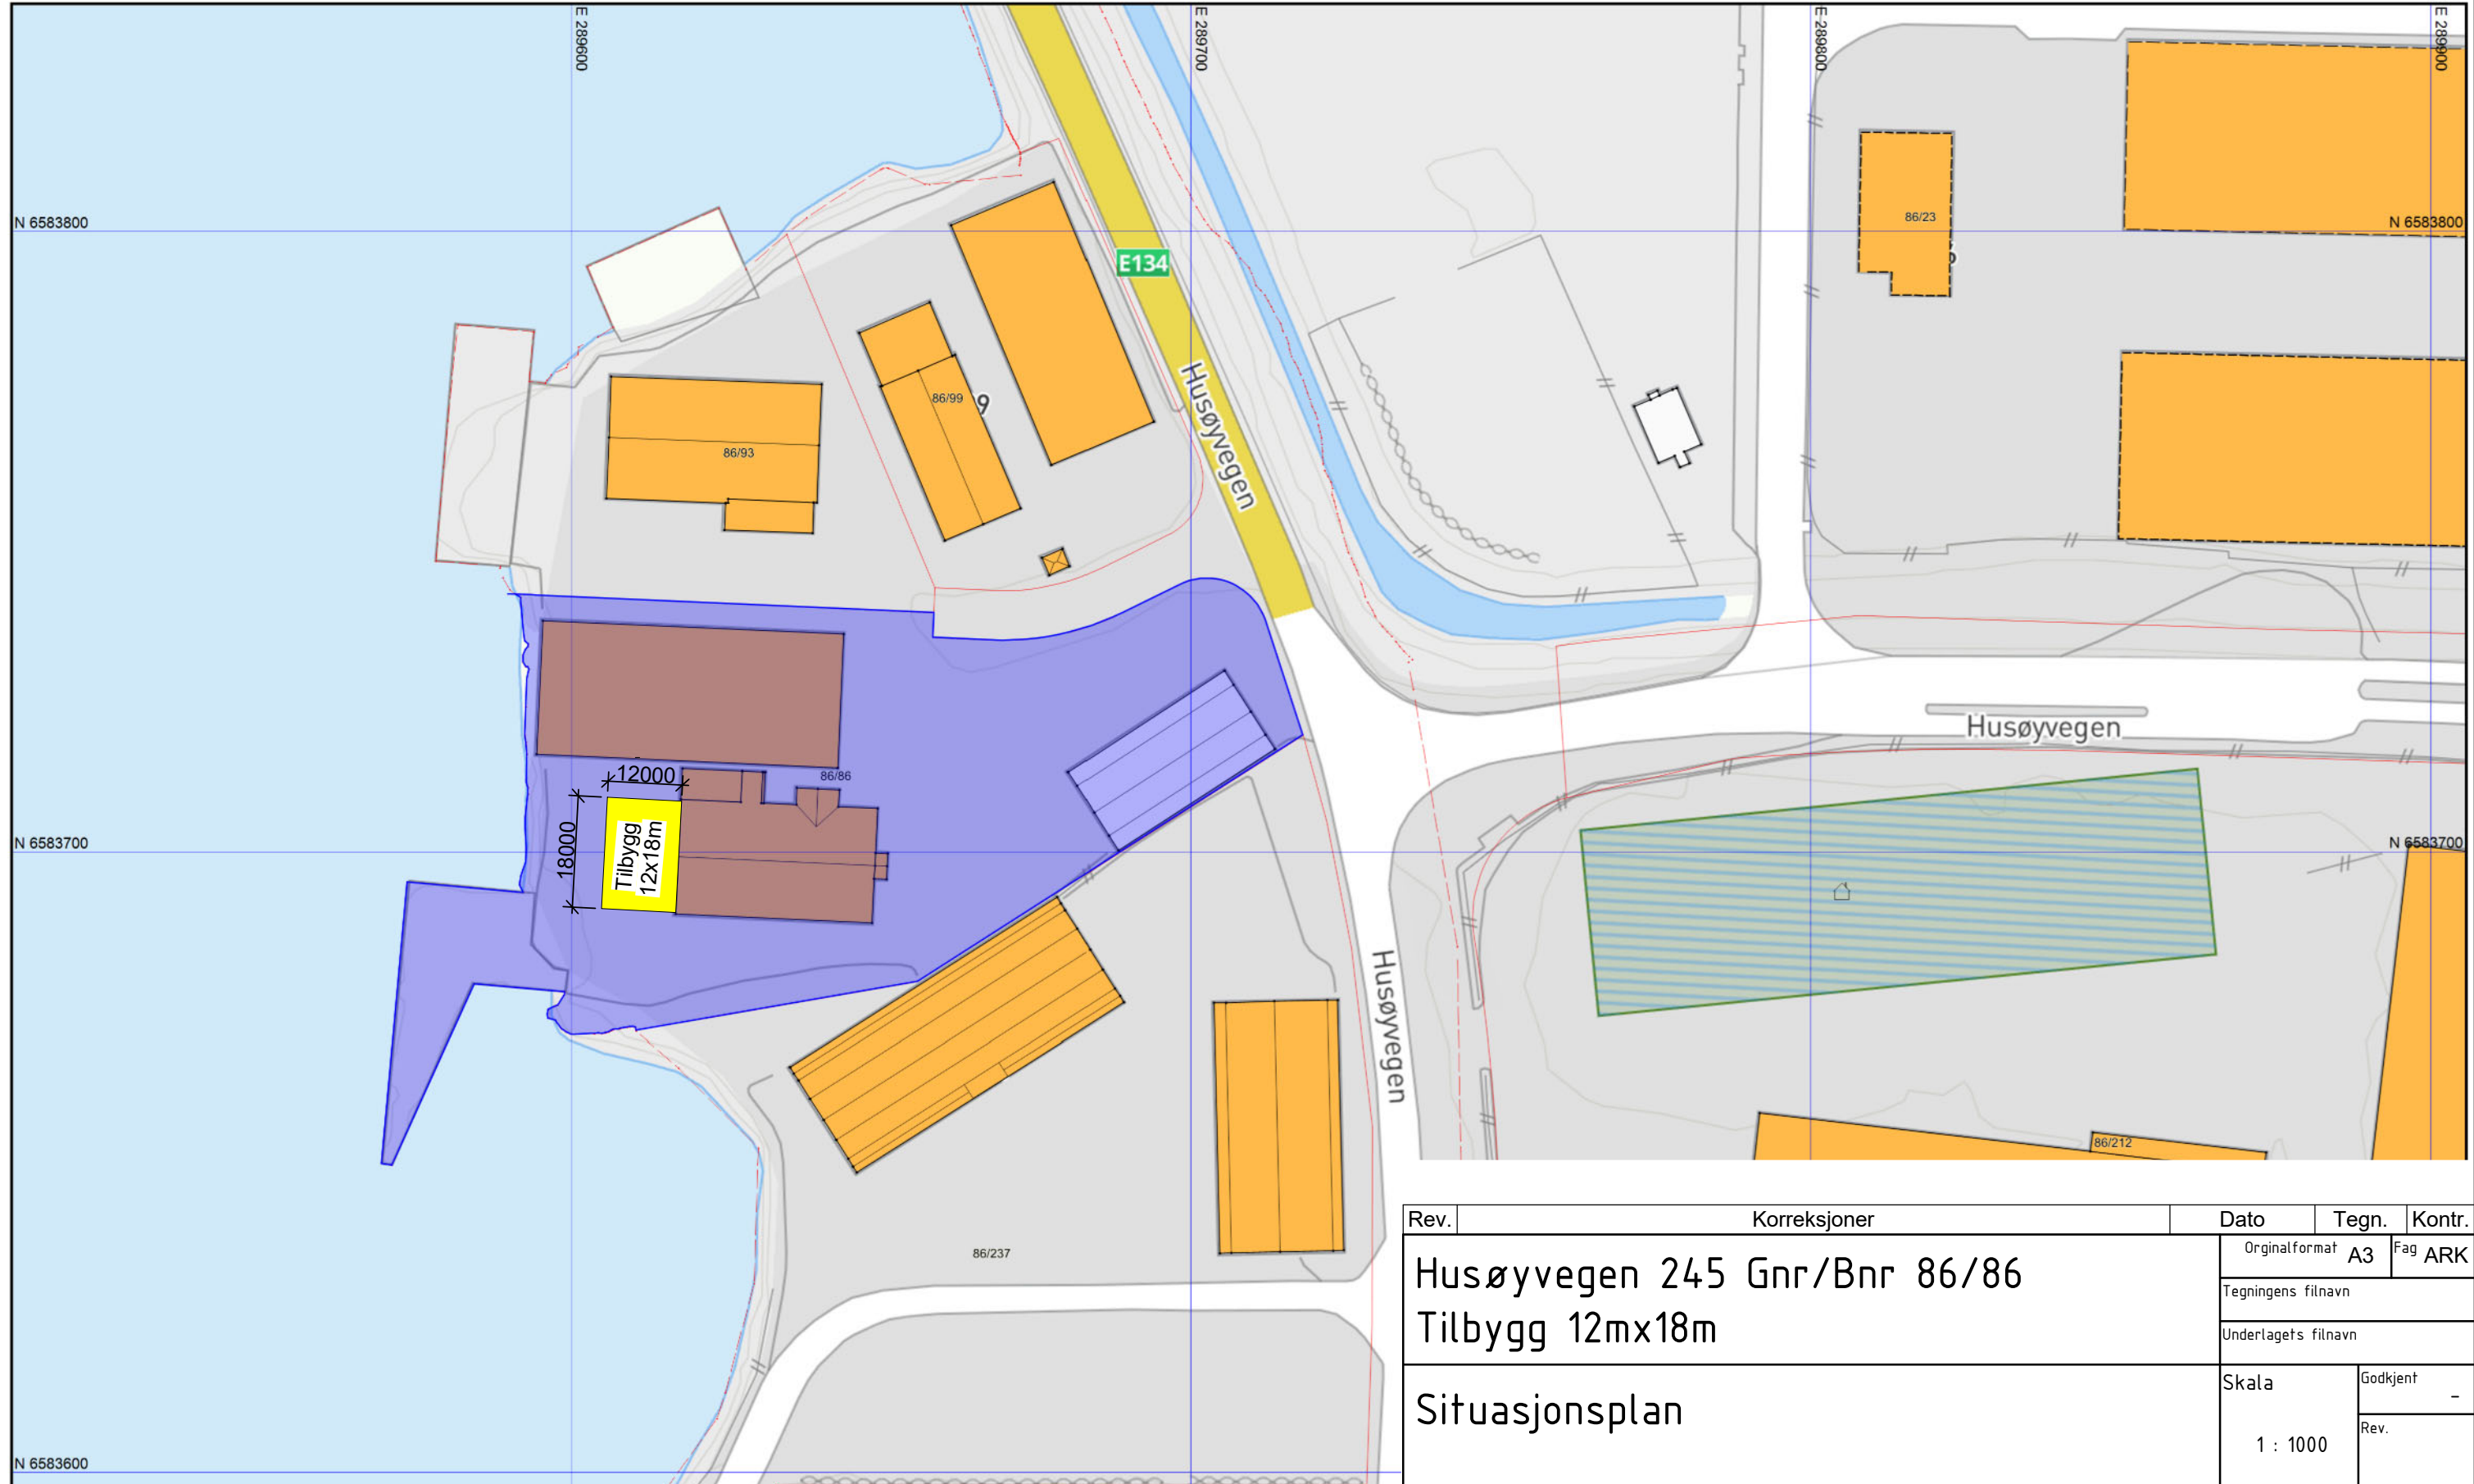 E 289600
E 289700
E 289800
E 289900
N 6583800
86/23
N 6583800
E134
Husøyvegen
86/99
9
86/93
Husøyvegen
12000
86/86
18000
Tilbygg
12x18m
N 6583700
N 6583700
Husøyvegen
86/212
86/237
Rev.
Korreksjoner
Dato
Tegn.
Kontr.
Husøyvegen 245 Gnr/Bnr 86/86
Tilbygg 12mx18m
Orginalformat A3
Fag ARK
Tegningens filnavn
Underlagets filnavn
Situasjonsplan
Skala
1 : 1000
Godkjent
-
Rev.
N 6583600